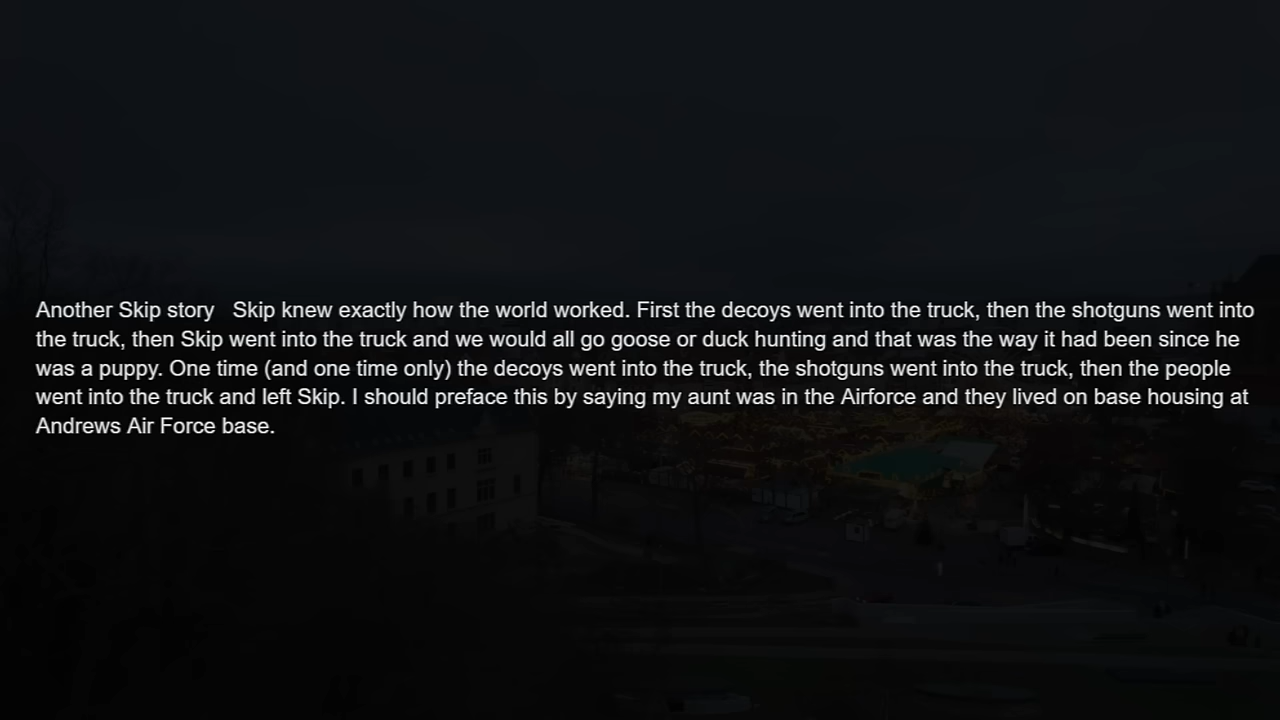 Another Skip story   Skip knew exactly how the world worked. First the decoys went into the truck, then the shotguns went into
the truck, then Skip went into the truck and we would all go goose or duck hunting and that was the way it had been since he
was a puppy. One time (and one time only) the decoys went into the truck, the shotguns went into the truck, then the people
went into the truck and left Skip. I should preface this by saying my aunt was in the Airforce and they lived on base housing at
Andrews Air Force base.